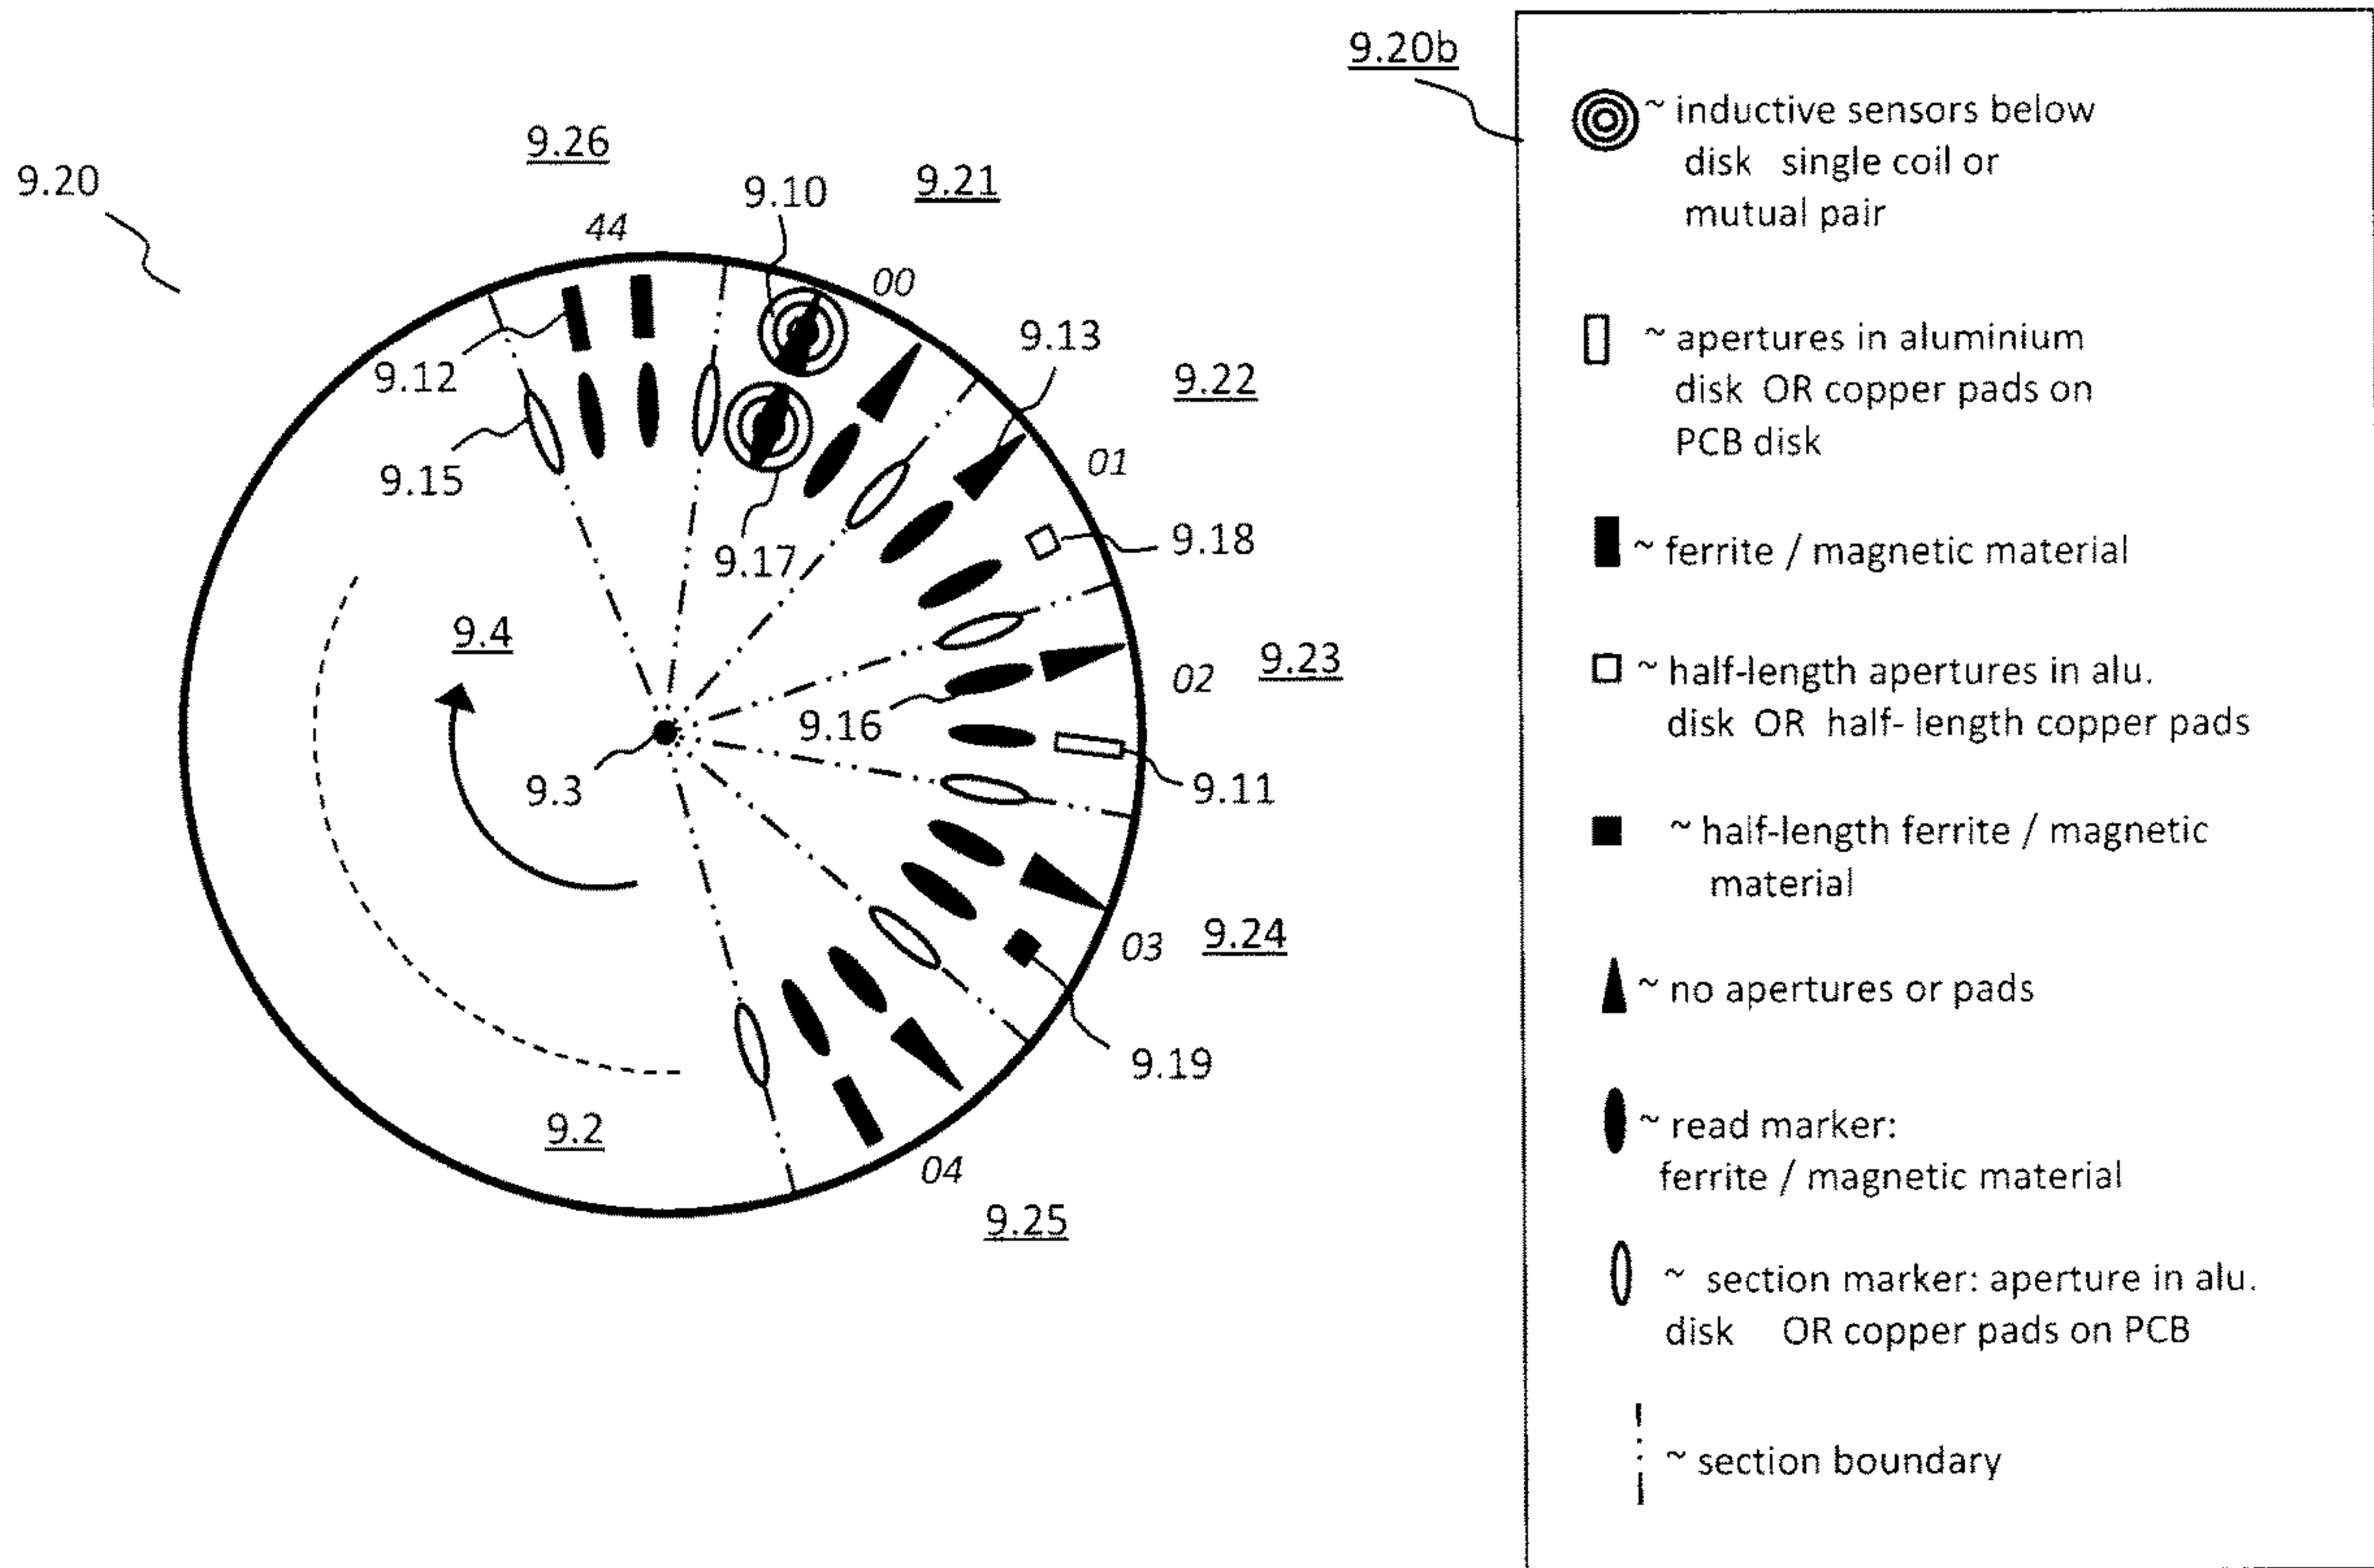 9.20b
9.26
9.20
9.10
9.21
44
00
9.13
9.12
9.22
01
9.15
9.18
9.17
9.4
9.23
02
9.16
9.3
9.11
03
9.24
9.19
9.2
04
9.25
~ inductive sensors below
disk single coil or
mutual pair
~ apertures in aluminium
disk OR copper pads on
PCB disk
~ ferrite / magnetic material
~ half-length apertures in alu.
disk OR half- length copper pads
~ half-length ferrite / magnetic
material
~ no apertures or pads
~ read marker:
ferrite / magnetic material
~ section marker: aperture in alu.
disk OR copper pads on PCB
~ section boundary